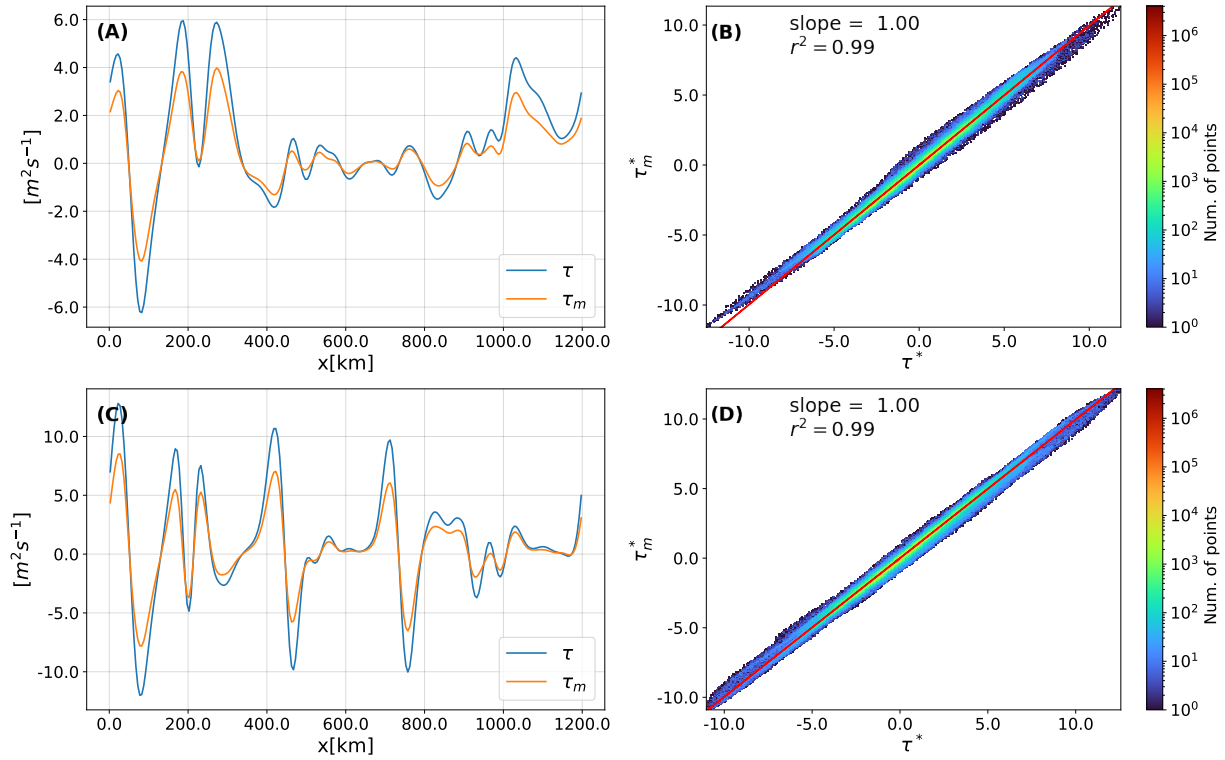 (A)
6.0
4.0
2.0
0.0
-2.0
-4.0
-6.0
[m²s⁻¹]
0.0 200.0 400.0 600.0 800.0 1000.0 1200.0
x[km]
τ
τₘ
(B)
slope = 1.00
r² = 0.99
10.0
5.0
0.0
-5.0
-10.0
τ*ₘ
-10.0 -5.0 0.0 5.0 10.0
τ*
10⁶
10⁵
10⁴
10³
10²
10¹
10⁰
Num. of points
(C)
10.0
5.0
0.0
-5.0
-10.0
[m²s⁻¹]
0.0 200.0 400.0 600.0 800.0 1000.0 1200.0
x[km]
τ
τₘ
(D)
slope = 1.00
r² = 0.99
10.0
5.0
0.0
-5.0
-10.0
τ*ₘ
-10.0 -5.0 0.0 5.0 10.0
τ*
10⁶
10⁵
10⁴
10³
10²
10¹
10⁰
Num. of points